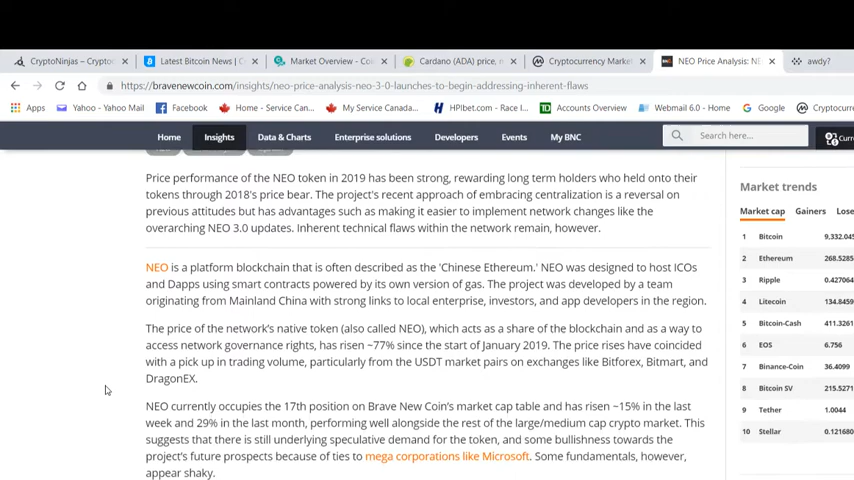 CryptoNinjas – Crypto
Latest Bitcoin News | C
Market Overview - Coin
Cardano (ADA) price, m
Cryptocurrency Market
NEO Price Analysis: NE
awdy?
https://bravenewcoin.com/insights/neo-price-analysis-neo-3-0-launches-to-begin-addressing-inherent-flaws
Apps
Yahoo - Yahoo Mail
Facebook
Home - Service Can...
My Service Canada...
HPIbet.com - Race I...
Accounts Overview
Webmail 6.0 - Home
Google
Cryptocurre
Home
Insights
Data & Charts
Enterprise solutions
Developers
Events
My BNC
Search here...
Curre
Price performance of the NEO token in 2019 has been strong, rewarding long term holders who held onto their
tokens through 2018's price bear. The project's recent approach of embracing centralization is a reversal on
previous attitudes but has advantages such as making it easier to implement network changes like the
overarching NEO 3.0 updates. Inherent technical flaws within the network remain, however.
NEO is a platform blockchain that is often described as the 'Chinese Ethereum.' NEO was designed to host ICOs
and Dapps using smart contracts powered by its own version of gas. The project was developed by a team
originating from Mainland China with strong links to local enterprise, investors, and app developers in the region.
The price of the network's native token (also called NEO), which acts as a share of the blockchain and as a way to
access network governance rights, has risen ~77% since the start of January 2019. The price rises have coincided
with a pick up in trading volume, particularly from the USDT market pairs on exchanges like Bitforex, Bitmart, and
DragonEX.
NEO currently occupies the 17th position on Brave New Coin's market cap table and has risen ~15% in the last
week and 29% in the last month, performing well alongside the rest of the large/medium cap crypto market. This
suggests that there is still underlying speculative demand for the token, and some bullishness towards the
project's future prospects because of ties to mega corporations like Microsoft. Some fundamentals, however,
appear shaky.
Market trends
Market cap Gainers Lose
1 Bitcoin 9,332.045
2 Ethereum 268.5285
3 Ripple 0.427064
4 Litecoin 134.8459
5 Bitcoin-Cash 411.3261
6 EOS 6.756
7 Binance-Coin 36.4099
8 Bitcoin SV 215.5271
9 Tether 1.0044
10 Stellar 0.121680